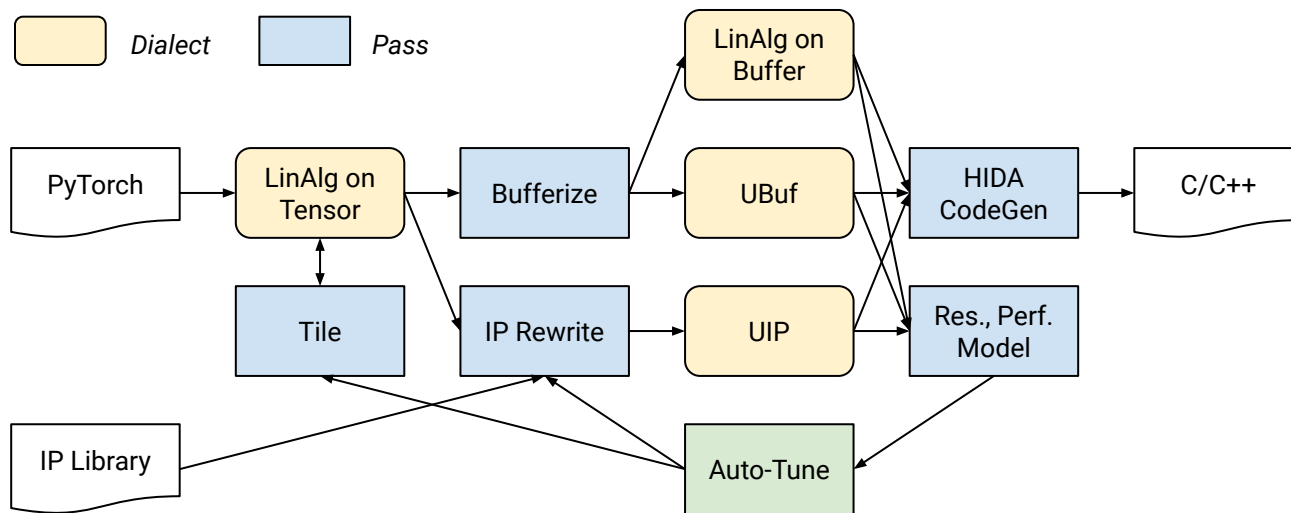 Dialect
Pass
LinAlg on
Buffer
PyTorch
LinAlg on
Tensor
Bufferize
UBuf
HIDA
CodeGen
C/C++
Tile
IP Rewrite
UIP
Res., Perf.
Model
IP Library
Auto-Tune